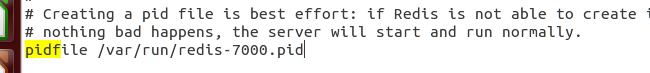 #
# Creating a pid file is best effort: if Redis is not able to create
# nothing bad happens, the server will start and run normally.
pidfile /var/run/redis-7000.pid